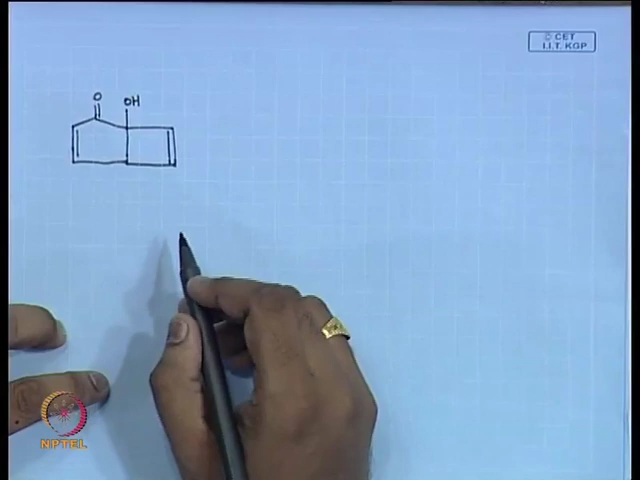 © CET
I.I.T. KGP
O
OH
NPTEL